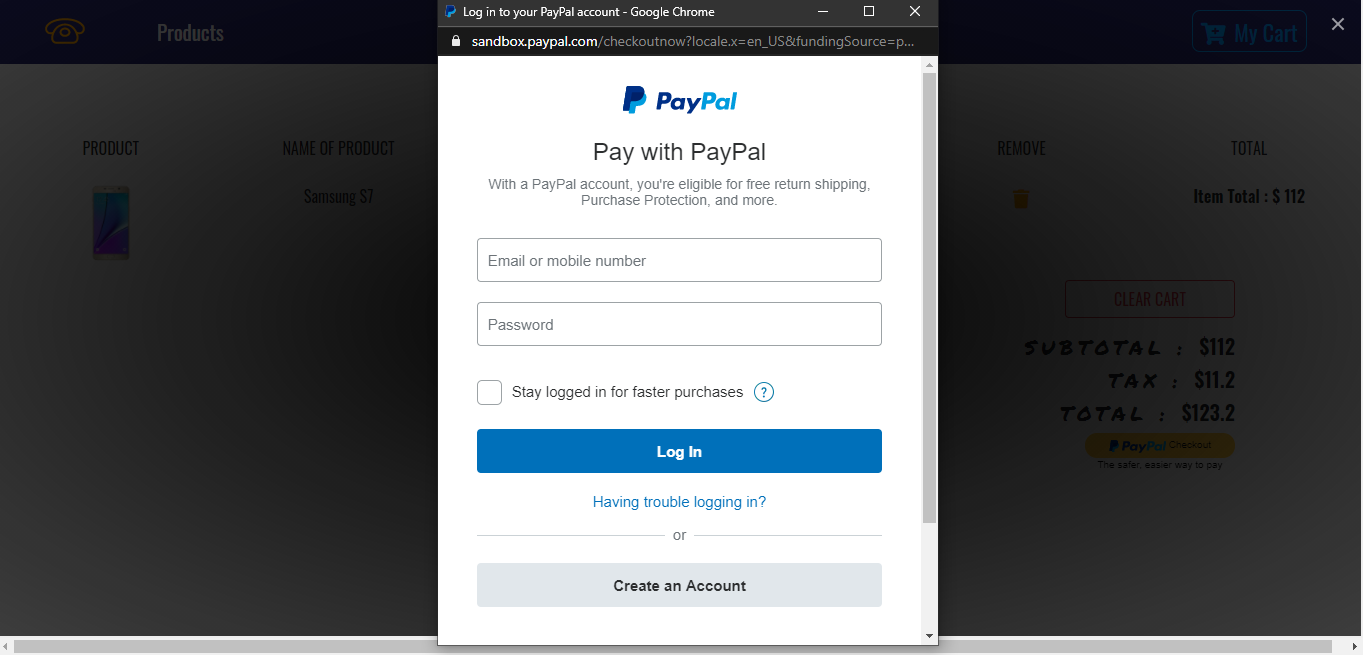 Log in to your PayPal account - Google Chrome
sandbox.paypal.com/checkoutnow?locale.x=en_US&fundingSource=p...
Products
My Cart
PayPal
Pay with PayPal
With a PayPal account, you're eligible for free return shipping,
Purchase Protection, and more.
PRODUCT
NAME OF PRODUCT
REMOVE
TOTAL
Samsung S7
Item Total : $ 112
Email or mobile number
Password
Stay logged in for faster purchases ?
Log In
Having trouble logging in?
or
Create an Account
CLEAR CART
SUBTOTAL : $112
TAX : $11.2
TOTAL : $123.2
PayPal Checkout
The safer, easier way to pay